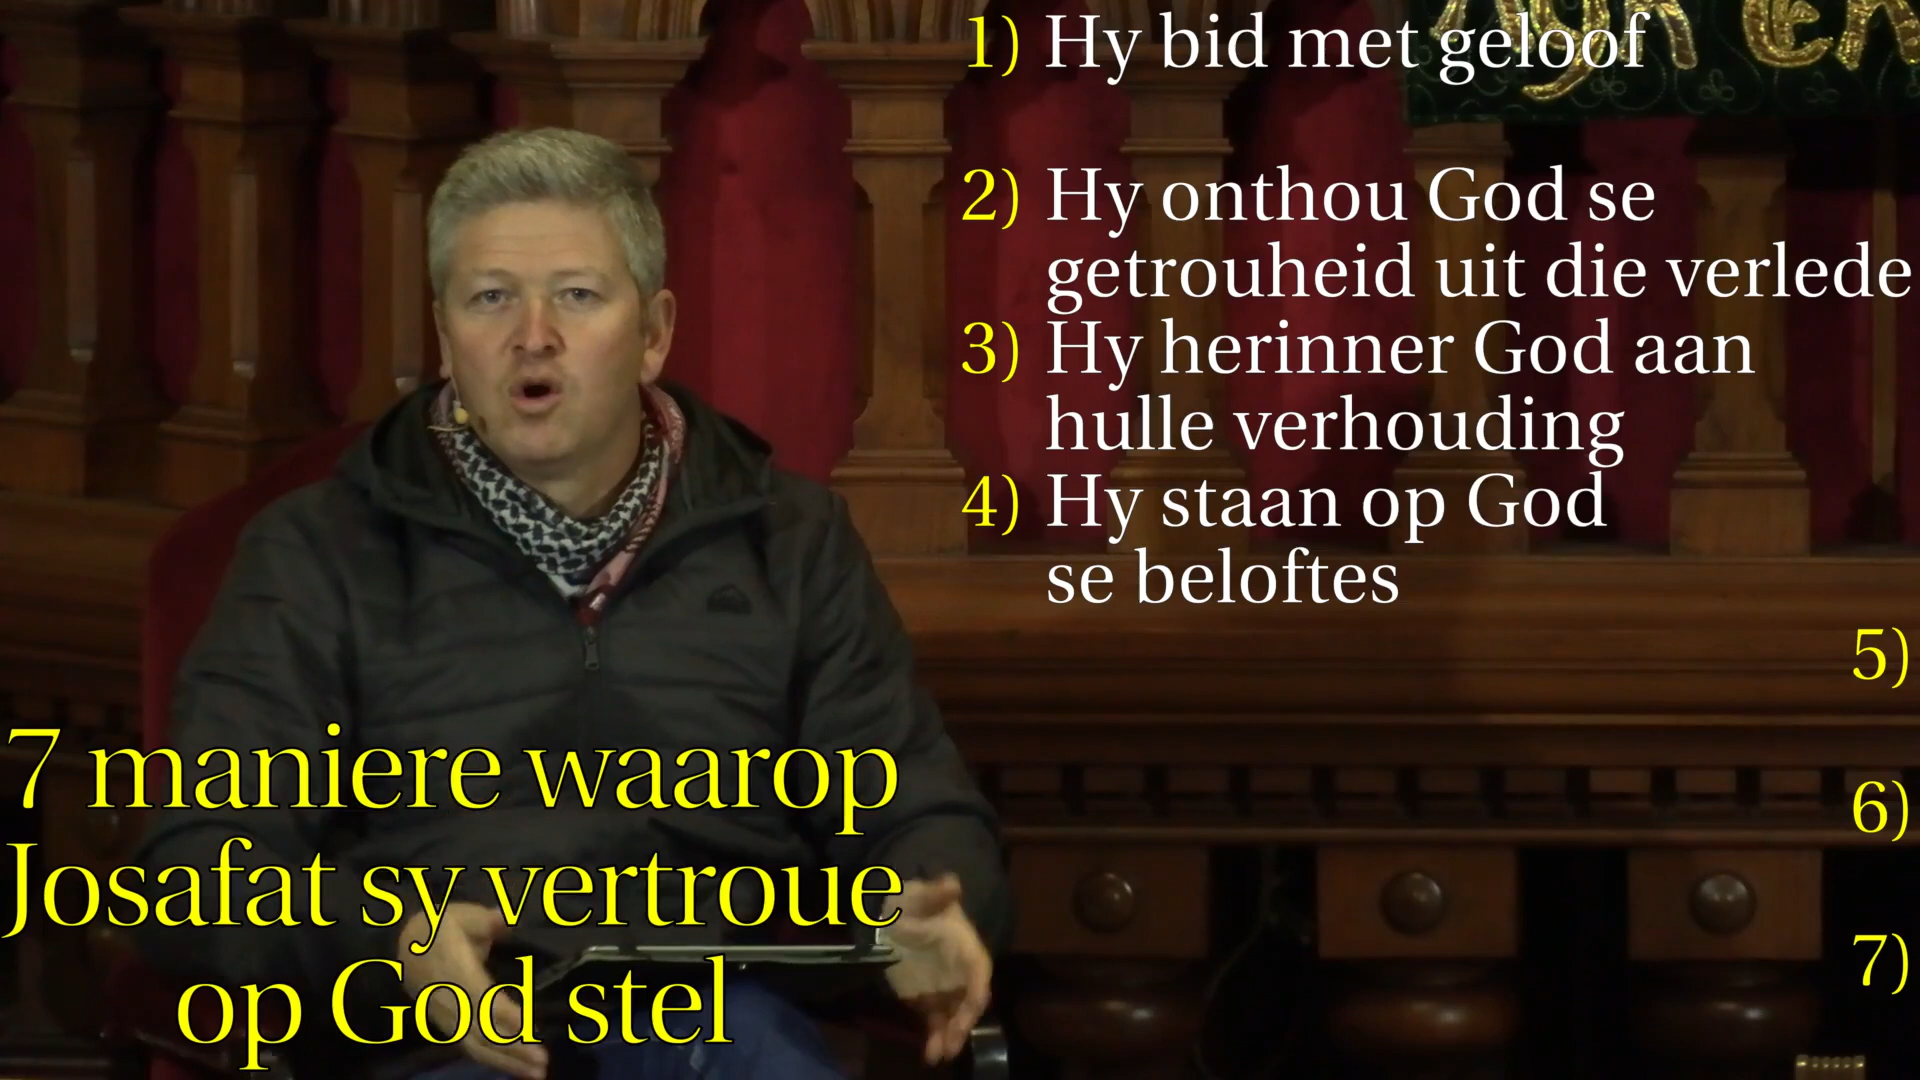 1) Hy bid met geloof
2) Hy onthou God se
getrouheid uit die verlede
3) Hy herinner God aan
hulle verhouding
4) Hy staan op God
se beloftes
5)
6)
7)
7 maniere waarop
Josafat sy vertroue
op God stel